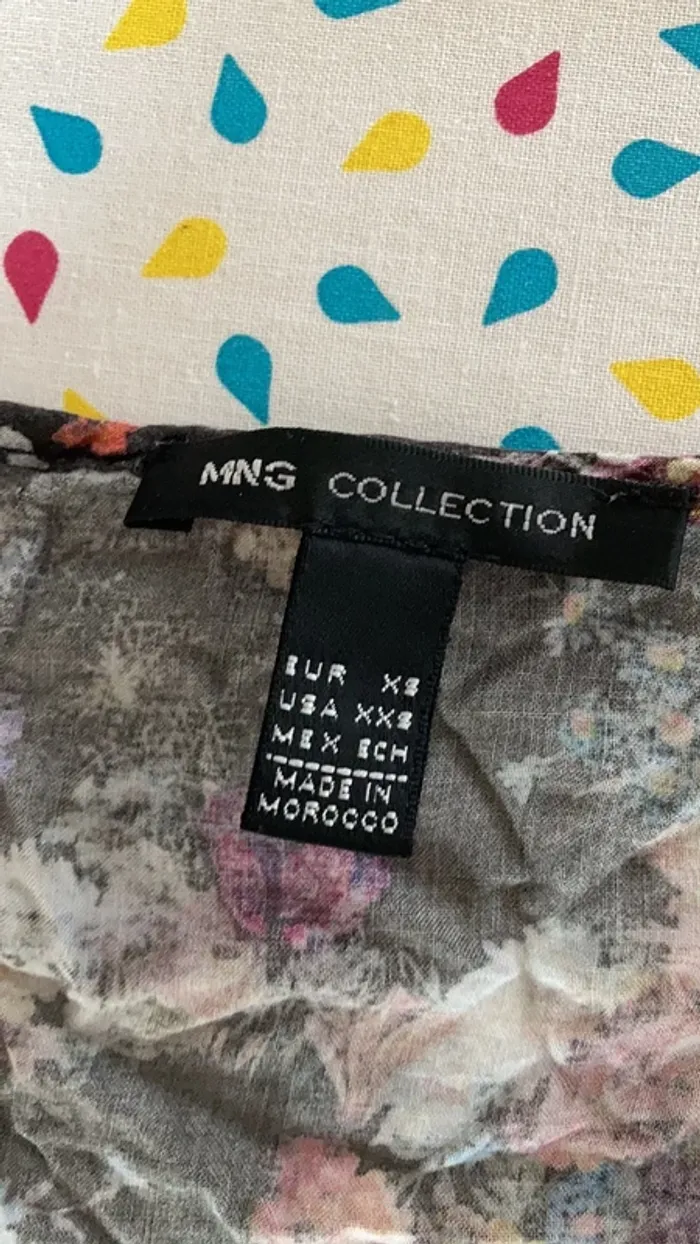 MNG COLLECTION
EUR XS
USA XXS
MEX ECH
MADE IN
MOROCCO